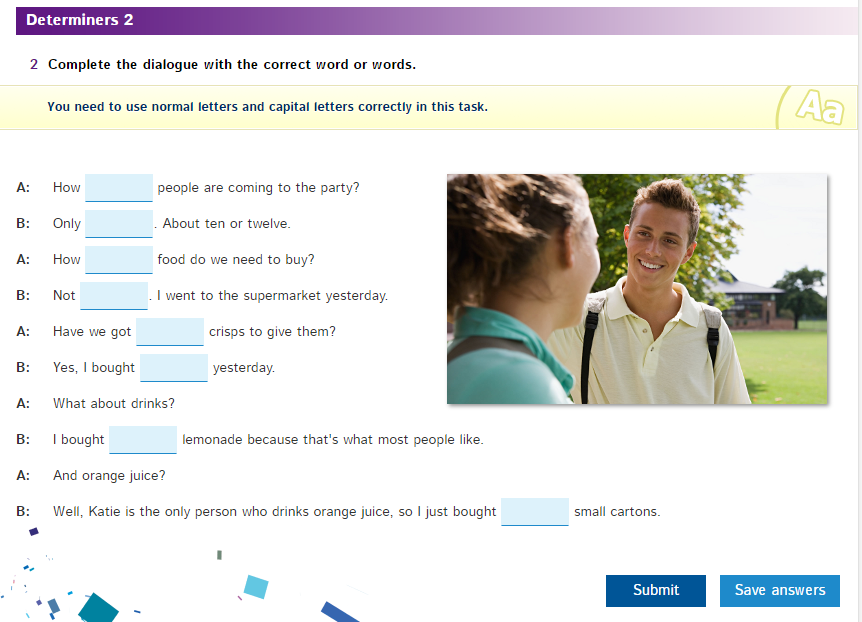 Determiners 2
2 Complete the dialogue with the correct word or words.
You need to use normal letters and capital letters correctly in this task.
Aa
A: How people are coming to the party?
B: Only . About ten or twelve.
A: How food do we need to buy?
B: Not . I went to the supermarket yesterday.
A: Have we got crisps to give them?
B: Yes, I bought yesterday.
A: What about drinks?
B: I bought lemonade because that's what most people like.
A: And orange juice?
B: Well, Katie is the only person who drinks orange juice, so I just bought small cartons.
Submit Save answers